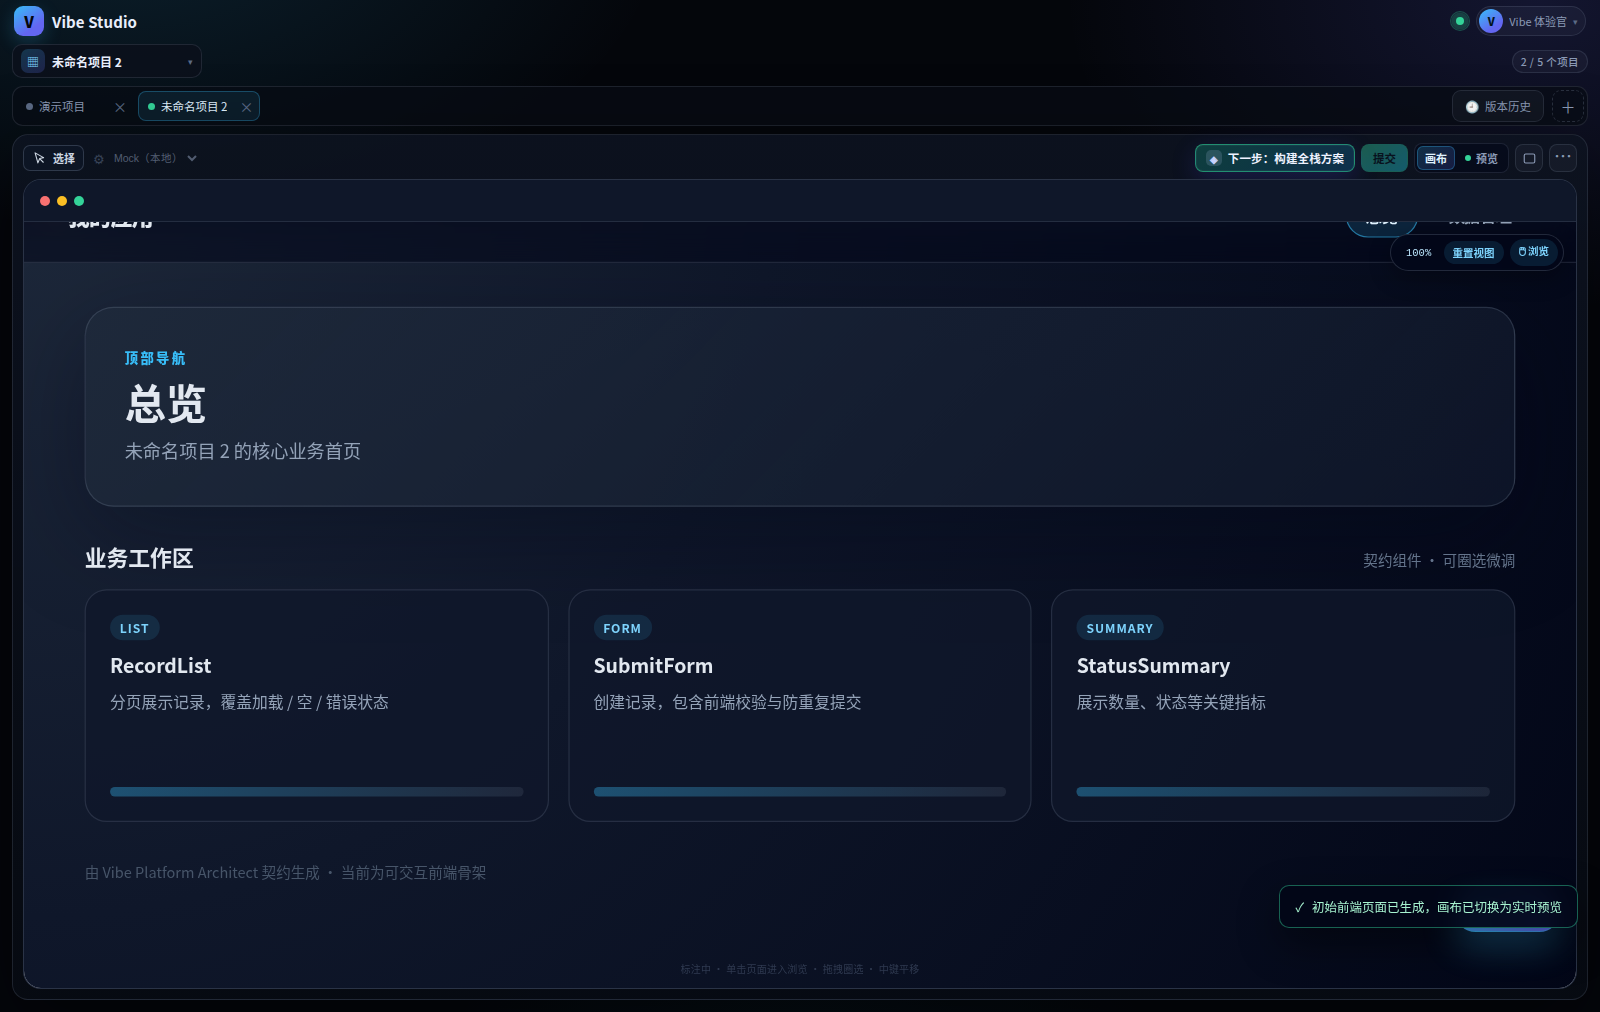 V Vibe Studio
V Vibe 体验官
未命名项目 2
2 / 5 个项目
演示项目
未命名项目 2
版本历史
选择
Mock（本地）
下一步：构建全栈方案
提交
画布
预览
100%
重置视图
浏览
顶部导航
总览
未命名项目 2 的核心业务首页
业务工作区
契约组件 · 可圈选微调
LIST
RecordList
分页展示记录，覆盖加载 / 空 / 错误状态
FORM
SubmitForm
创建记录，包含前端校验与防重复提交
SUMMARY
StatusSummary
展示数量、状态等关键指标
由 Vibe Platform Architect 契约生成 · 当前为可交互前端骨架
✓ 初始前端页面已生成，画布已切换为实时预览
标注中 · 单击页面进入浏览 · 拖拽圈选 · 中键平移